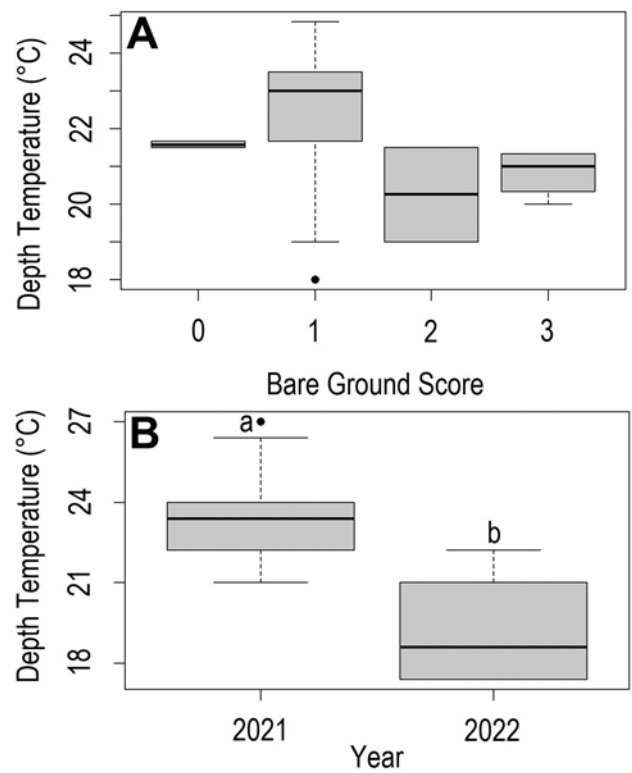 A
Depth Temperature (°C)
24
22
20
18
0 1 2 3
Bare Ground Score
B
Depth Temperature (°C)
27
24
21
18
a
b
2021 2022
Year